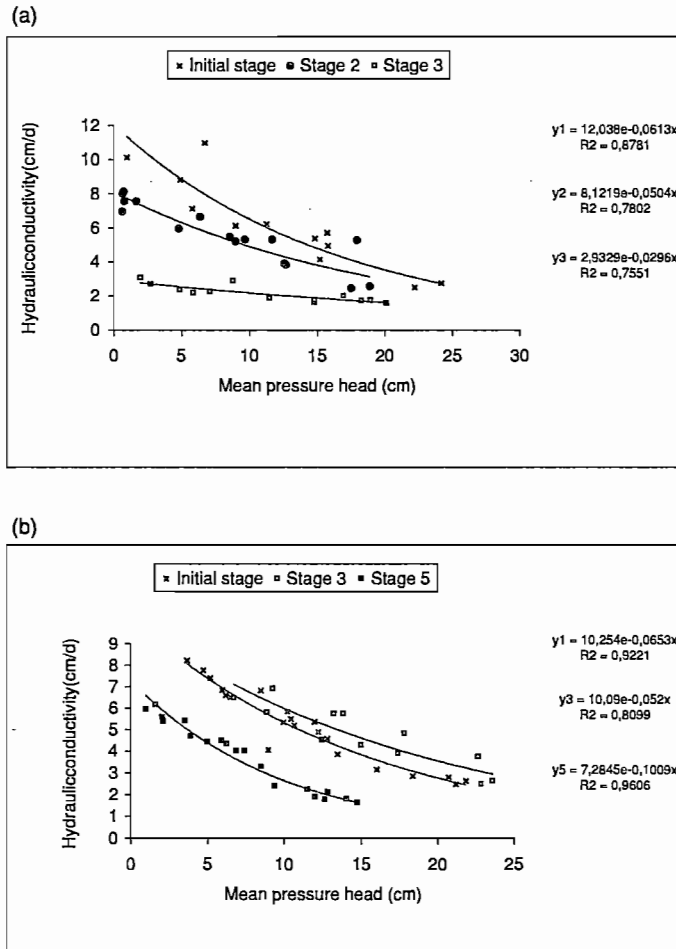 (a)
× Initial stage ● Stage 2 ▫ Stage 3
Hydraulicconductivity(cm/d)
12
10
8
6
4
2
0
0 5 10 15 20 25 30
Mean pressure head (cm)
y1 = 12,038e-0,0613x
R2 = 0,8781
y2 = 8,1219e-0,0504x
R2 = 0,7802
y3 = 2,9329e-0,0296x
R2 = 0,7551
(b)
× Initial stage ▫ Stage 3 ▪ Stage 5
Hydraulicconductivity(cm/d)
9
8
7
6
5
4
3
2
1
0
0 5 10 15 20 25
Mean pressure head (cm)
y1 = 10,254e-0,0653x
R2 = 0,9221
y3 = 10,09e-0,052x
R2 = 0,8099
y5 = 7,2845e-0,1009x
R2 = 0,9606